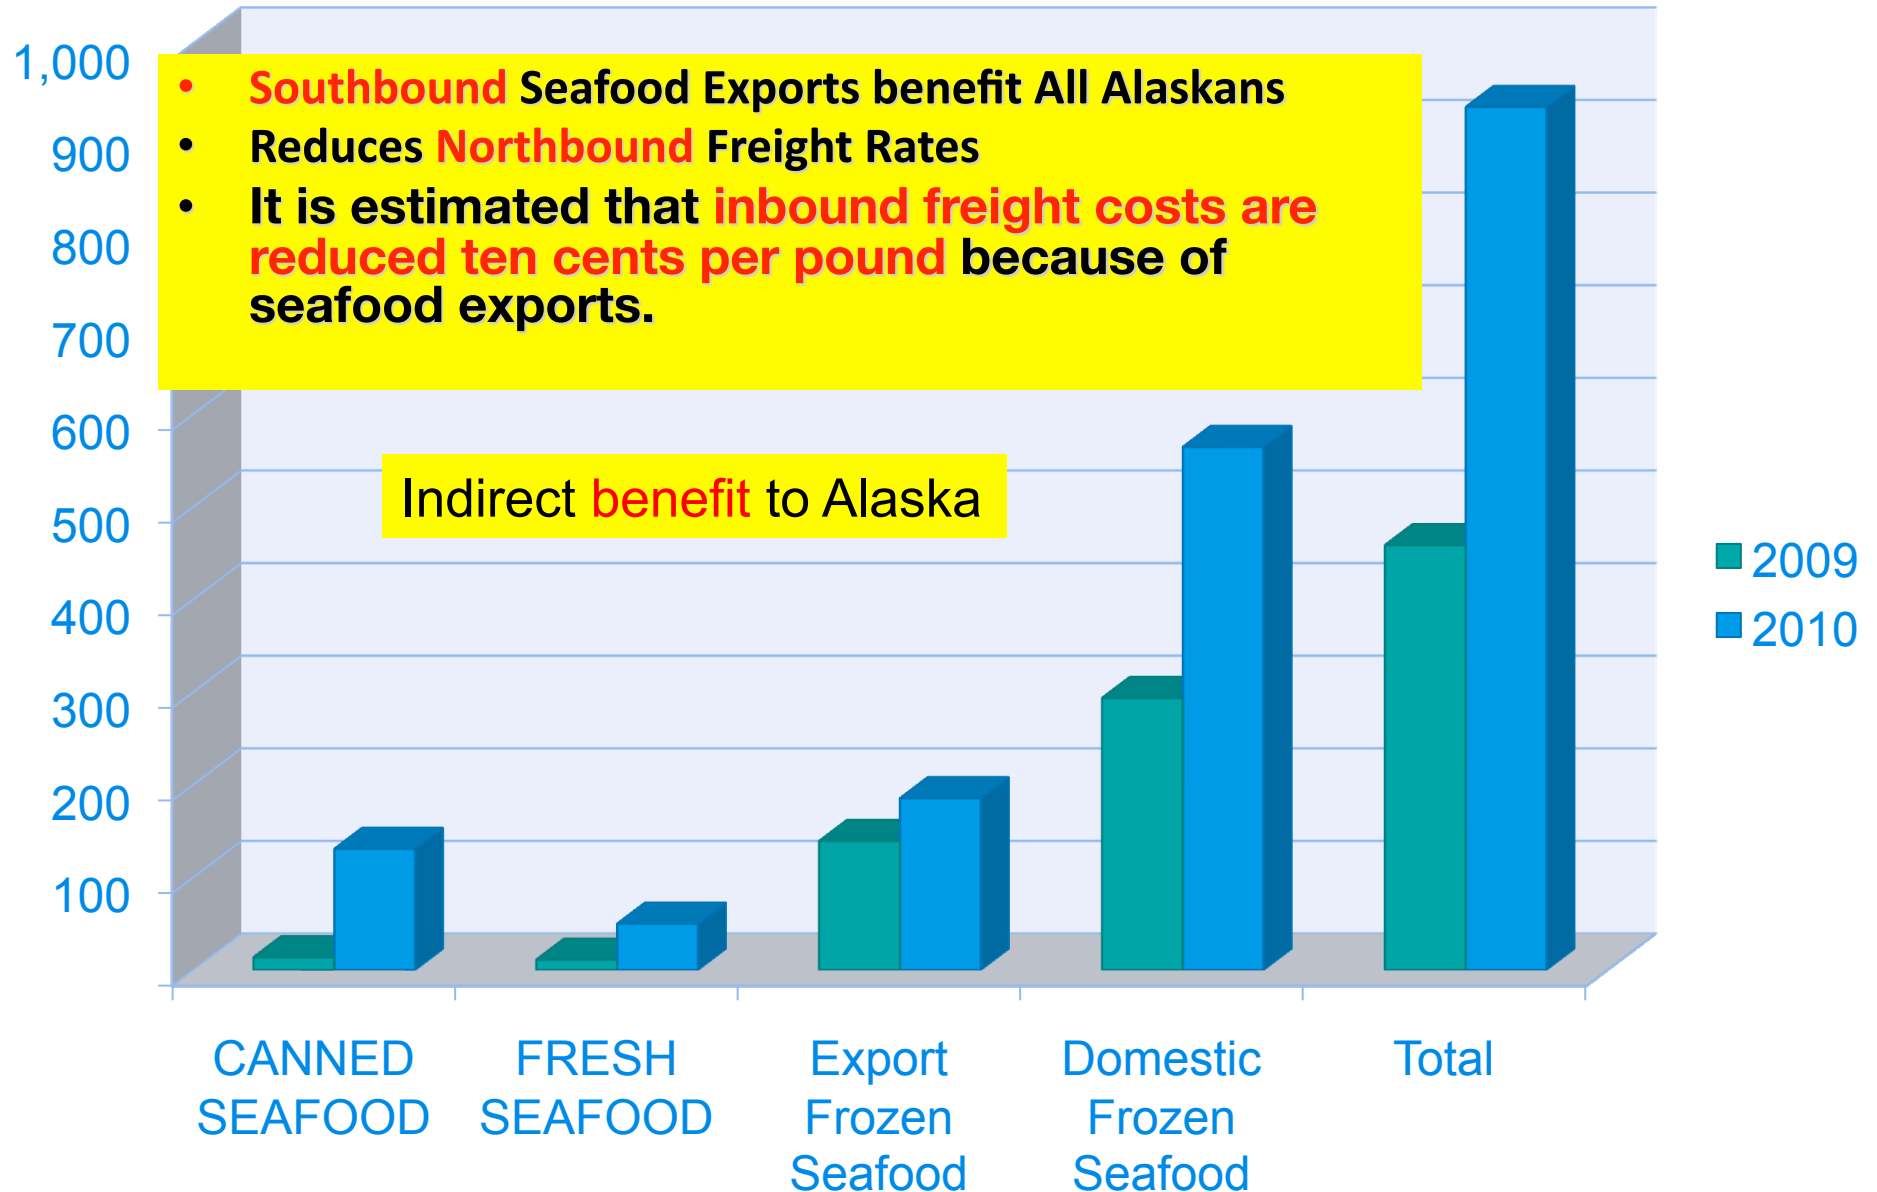 1,000
900
800
700
600
500
400
300
200
100
• Southbound Seafood Exports benefit All Alaskans
• Reduces Northbound Freight Rates
• It is estimated that inbound freight costs are
reduced ten cents per pound because of
seafood exports.
Indirect benefit to Alaska
2009
2010
CANNED
SEAFOOD
FRESH
SEAFOOD
Export
Frozen
Seafood
Domestic
Frozen
Seafood
Total